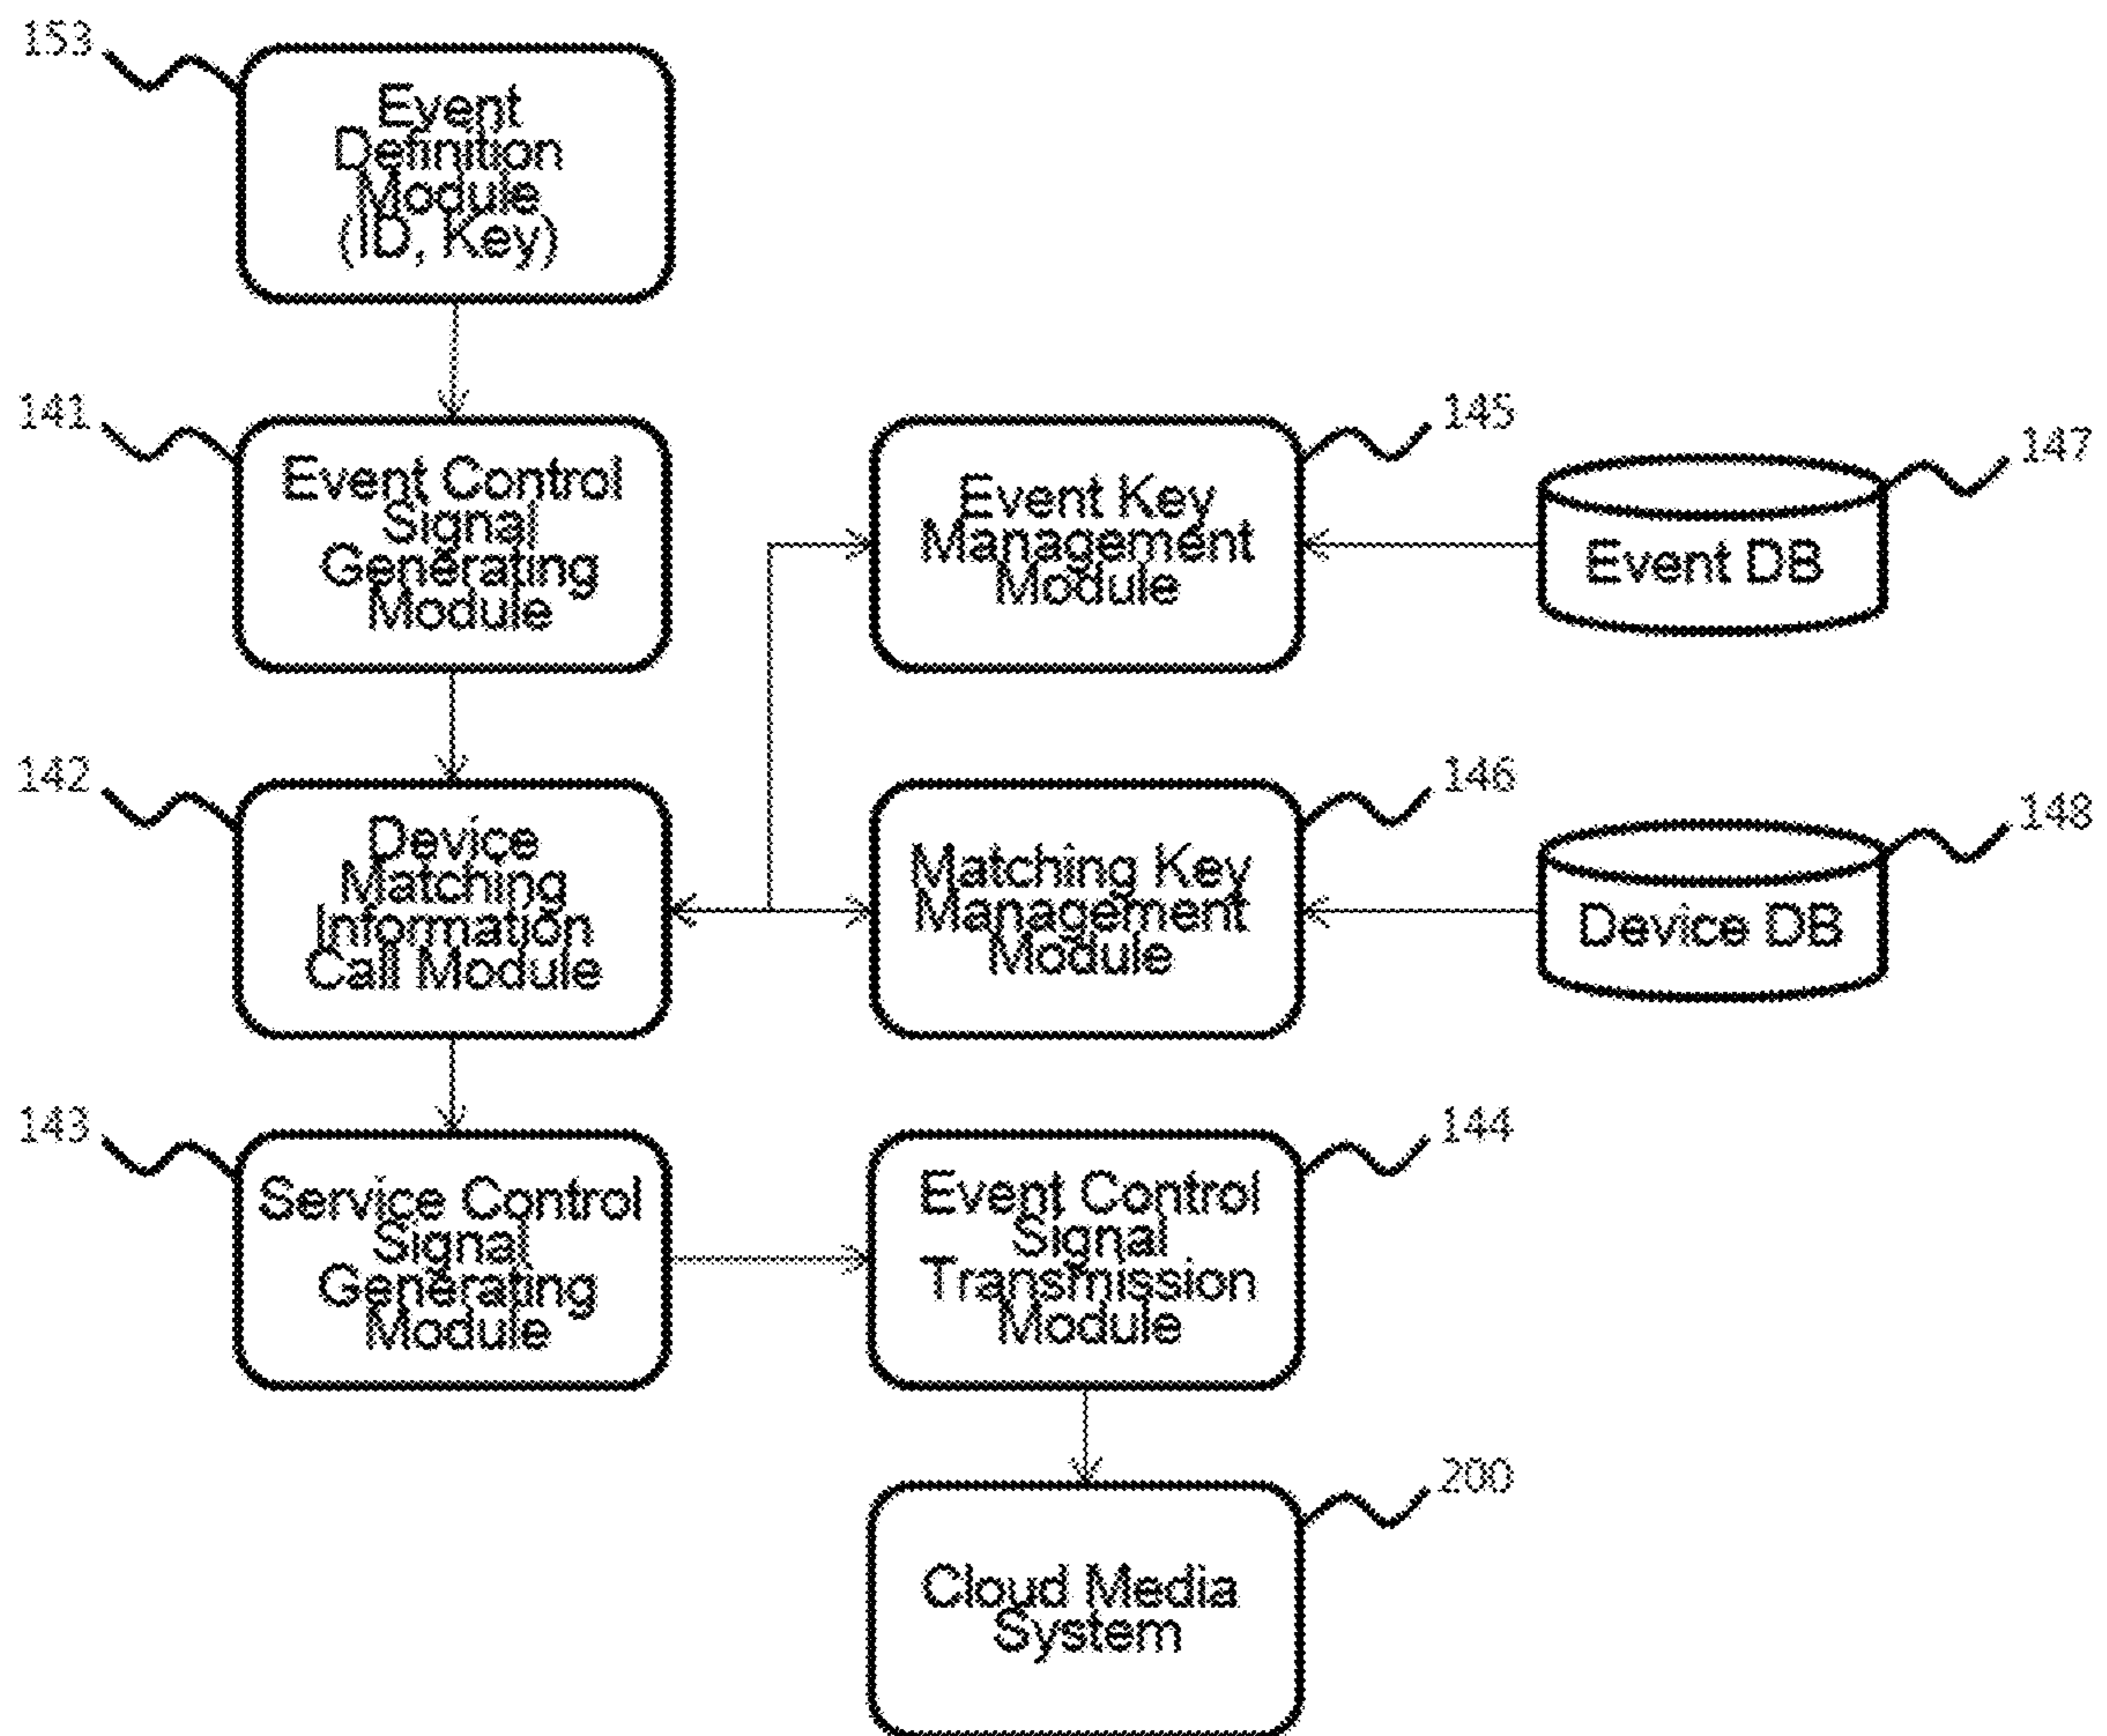 153
Event
Definition
Module
(ID, Key)
141
Event Control
Signal
Generating
Module
145
Event Key
Management
Module
147
Event DB
142
Device
Matching
Information
Call Module
146
Matching Key
Management
Module
148
Device DB
143
Service Control
Signal
Generating
Module
144
Event Control
Signal
Transmission
Module
200
Cloud Media
System